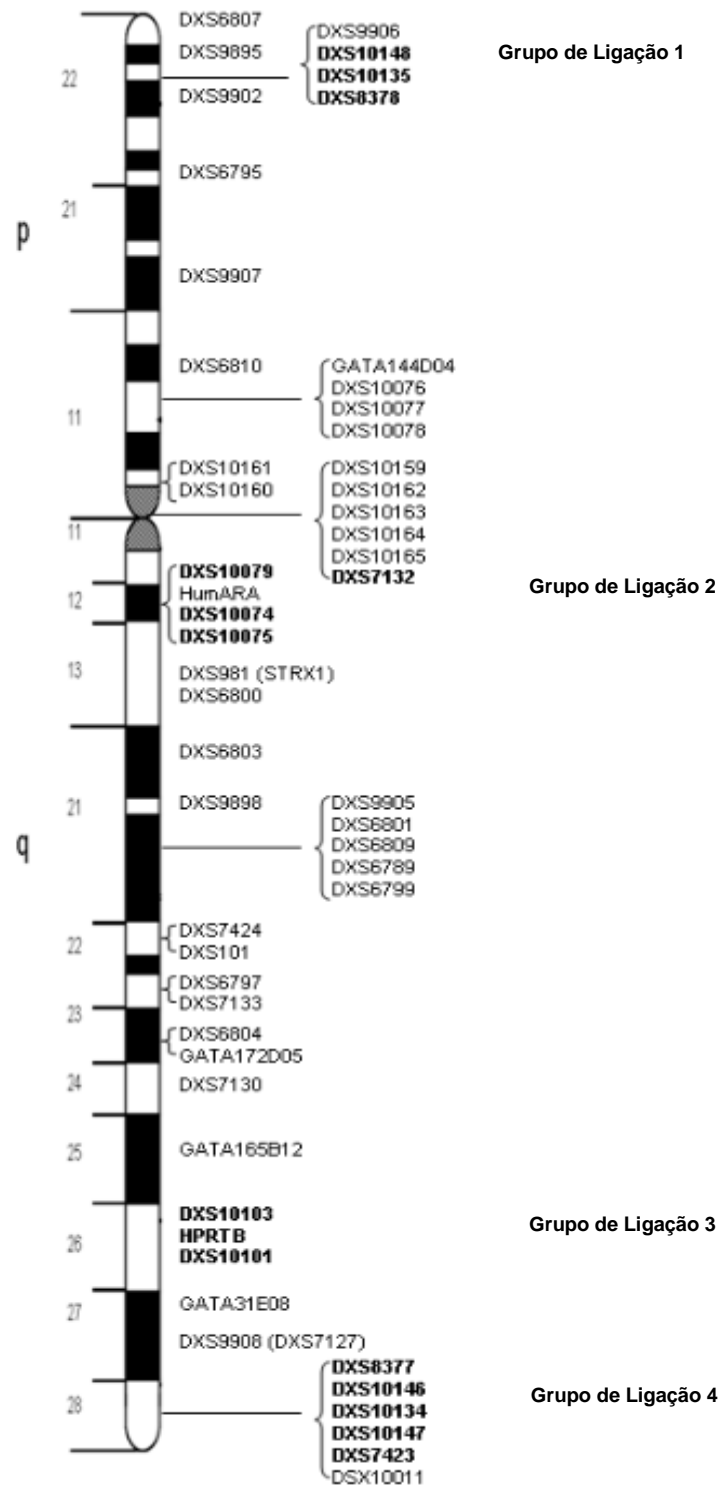 DXS6807
DXS9895
DXS9902
DXS6795
DXS9907
DXS6810
DXS10161
DXS10160
DXS10079
HumARA
DXS10074
DXS10075
DXS981 (STRX1)
DXS6800
DXS6803
DXS9898
DXS7424
DXS101
DXS6797
DXS7133
DXS6804
GATA172D05
DXS7130
GATA165B12
DXS10103
HPRTB
DXS10101
GATA31E08
DXS9908 (DXS7127)
DXS9906
DXS10148
DXS10135
DXS8378
GATA144D04
DXS10076
DXS10077
DXS10078
DXS10159
DXS10162
DXS10163
DXS10164
DXS10165
DXS7132
DXS9905
DXS6801
DXS6809
DXS6789
DXS6799
DXS8377
DXS10146
DXS10134
DXS10147
DXS7423
DSX10011
Grupo de Ligação 1
Grupo de Ligação 2
Grupo de Ligação 3
Grupo de Ligação 4
p
q
22
21
11
11
12
13
21
22
23
24
25
26
27
28